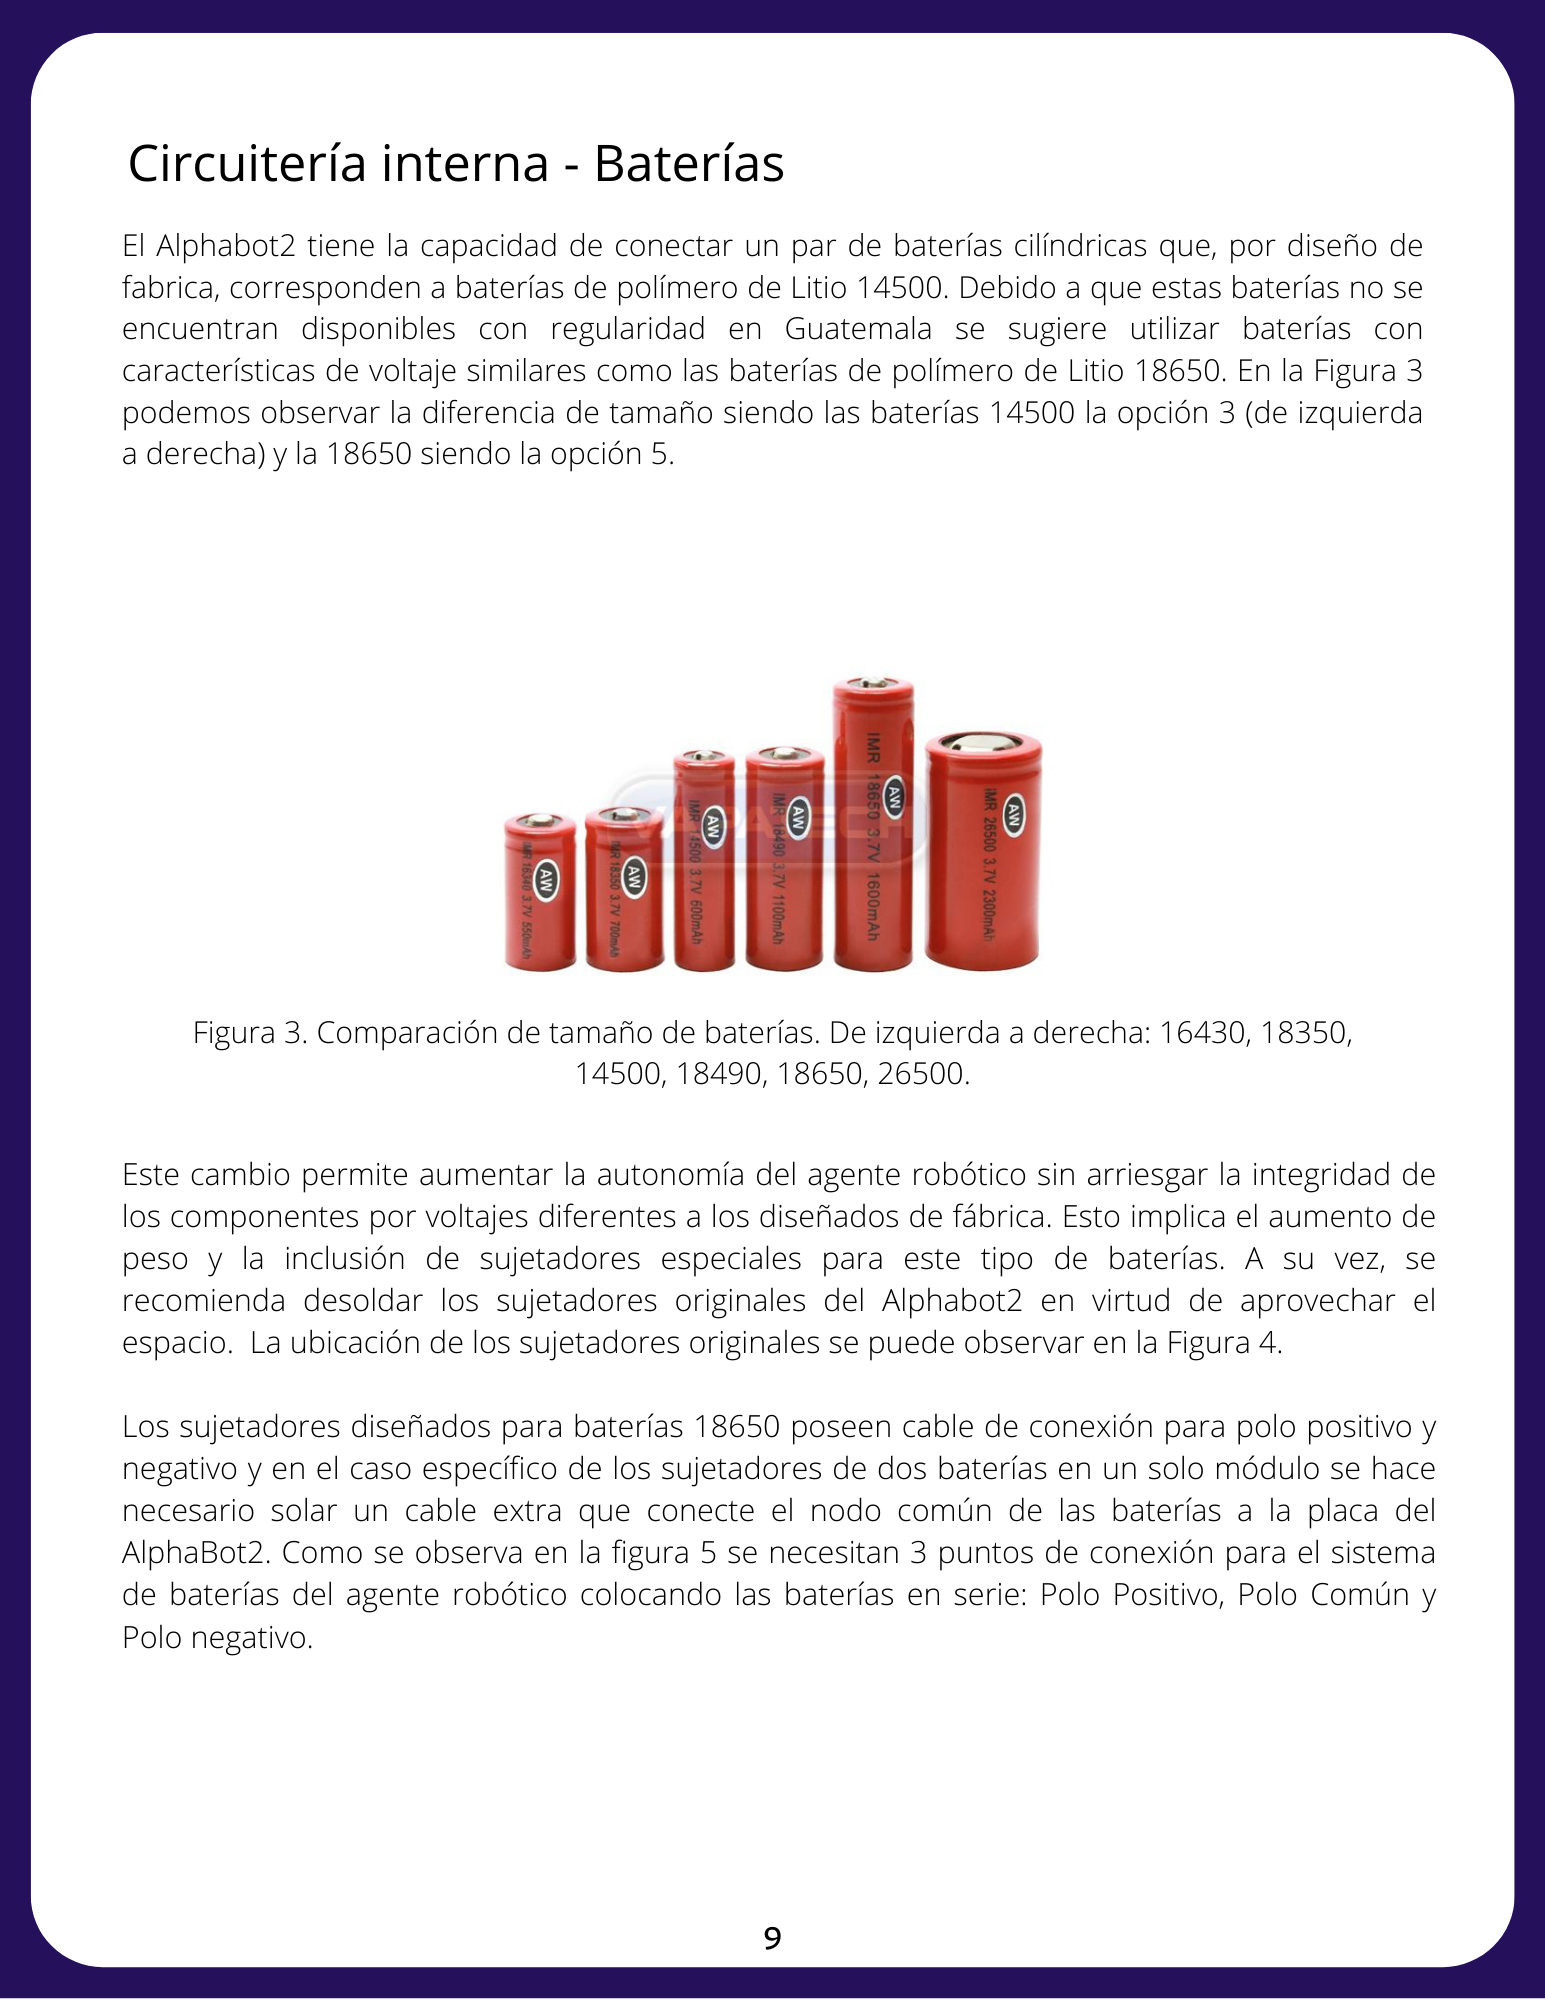 Circuitería interna - Baterías
El Alphabot2 tiene la capacidad de conectar un par de baterías cilíndricas que, por diseño de
fabrica, corresponden a baterías de polímero de Litio 14500. Debido a que estas baterías no se
encuentran disponibles con regularidad en Guatemala se sugiere utilizar baterías con
características de voltaje similares como las baterías de polímero de Litio 18650. En la Figura 3
podemos observar la diferencia de tamaño siendo las baterías 14500 la opción 3 (de izquierda
a derecha) y la 18650 siendo la opción 5.
AW
IMR 16340 3.7V 550mAh
AW
IMR 18350 3.7V 700mAh
AW
IMR 14500 3.7V 600mAh
AW
IMR 18490 3.7V 1100mAh
AW
IMR 18650 3.7V 1600mAh
AW
IMR 26500 3.7V 2300mAh
VAPATECH
Figura 3. Comparación de tamaño de baterías. De izquierda a derecha: 16430, 18350,
14500, 18490, 18650, 26500.
Este cambio permite aumentar la autonomía del agente robótico sin arriesgar la integridad de
los componentes por voltajes diferentes a los diseñados de fábrica. Esto implica el aumento de
peso y la inclusión de sujetadores especiales para este tipo de baterías. A su vez, se
recomienda desoldar los sujetadores originales del Alphabot2 en virtud de aprovechar el
espacio. La ubicación de los sujetadores originales se puede observar en la Figura 4.
Los sujetadores diseñados para baterías 18650 poseen cable de conexión para polo positivo y
negativo y en el caso específico de los sujetadores de dos baterías en un solo módulo se hace
necesario solar un cable extra que conecte el nodo común de las baterías a la placa del
AlphaBot2. Como se observa en la figura 5 se necesitan 3 puntos de conexión para el sistema
de baterías del agente robótico colocando las baterías en serie: Polo Positivo, Polo Común y
Polo negativo.
9